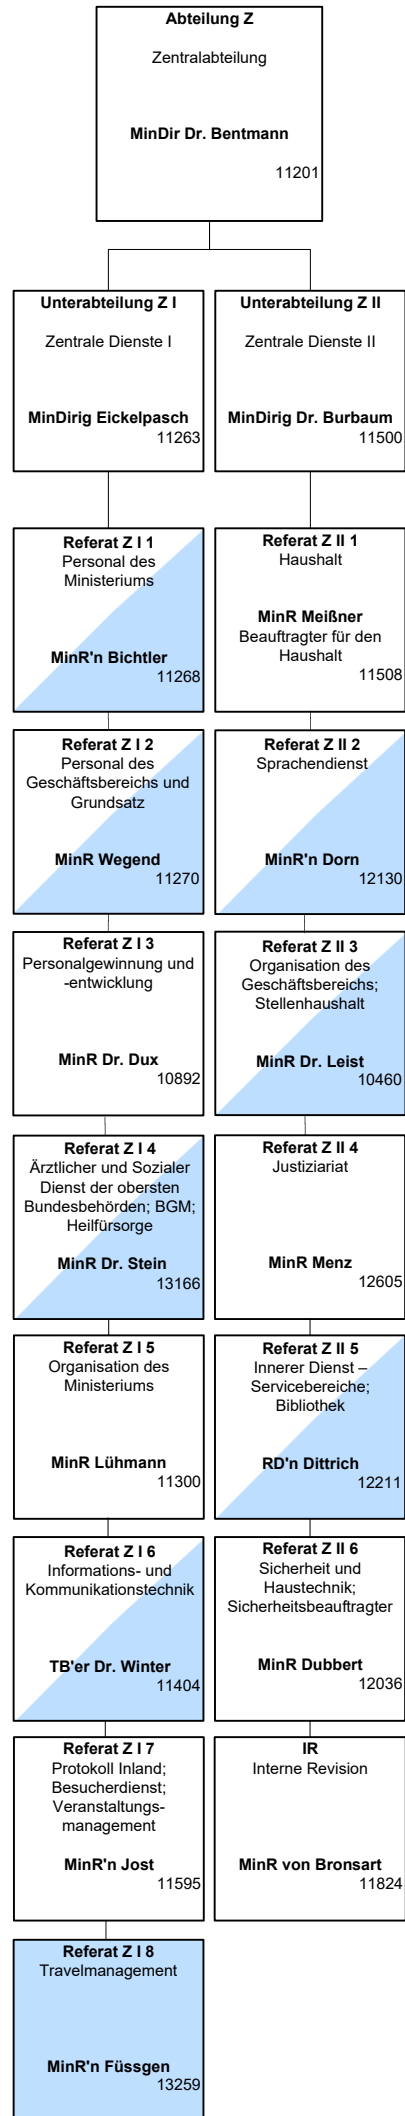 Abteilung Z
Zentralabteilung
MinDir Dr. Bentmann
11201
Unterabteilung Z I
Zentrale Dienste I
MinDirig Eickelpasch
11263
Unterabteilung Z II
Zentrale Dienste II
MinDirig Dr. Burbaum
11500
Referat Z I 1
Personal des
Ministeriums
MinR'n Bichtler
11268
Referat Z II 1
Haushalt
MinR Meißner
Beauftragter für den
Haushalt
11508
Referat Z I 2
Personal des
Geschäftsbereichs und
Grundsatz
MinR Wegend
11270
Referat Z II 2
Sprachendienst
MinR'n Dorn
12130
Referat Z I 3
Personalgewinnung und
-entwicklung
MinR Dr. Dux
10892
Referat Z II 3
Organisation des
Geschäftsbereichs;
Stellenhaushalt
MinR Dr. Leist
10460
Referat Z I 4
Ärztlicher und Sozialer
Dienst der obersten
Bundesbehörden; BGM;
Heilfürsorge
MinR Dr. Stein
13166
Referat Z II 4
Justiziariat
MinR Menz
12605
Referat Z I 5
Organisation des
Ministeriums
MinR Lühmann
11300
Referat Z II 5
Innerer Dienst –
Servicebereiche;
Bibliothek
RD'n Dittrich
12211
Referat Z I 6
Informations- und
Kommunikationstechnik
TB'er Dr. Winter
11404
Referat Z II 6
Sicherheit und
Haustechnik;
Sicherheitsbeauftragter
MinR Dubbert
12036
Referat Z I 7
Protokoll Inland;
Besucherdienst;
Veranstaltungs-
management
MinR'n Jost
11595
IR
Interne Revision
MinR von Bronsart
11824
Referat Z I 8
Travelmanagement
MinR'n Füssgen
13259